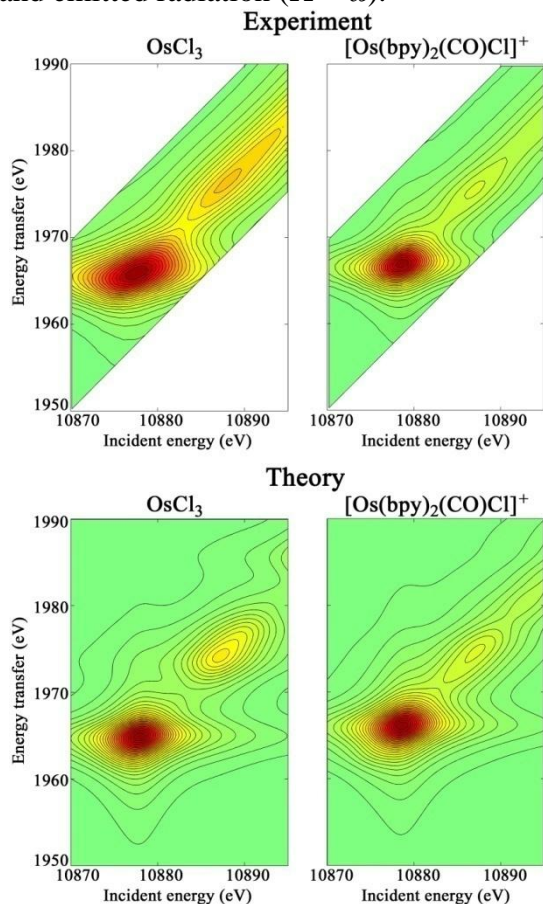 and emitted radiation (Ω − ω).
Experiment
OsCl3 [Os(bpy)2(CO)Cl]+
1990
1980
1970
1960
1950
Energy transfer (eV)
10870 10880 10890 10870 10880 10890
Incident energy (eV) Incident energy (eV)
Theory
OsCl3 [Os(bpy)2(CO)Cl]+
1990
1980
1970
1960
1950
Energy transfer (eV)
10870 10880 10890 10870 10880 10890
Incident energy (eV) Incident energy (eV)